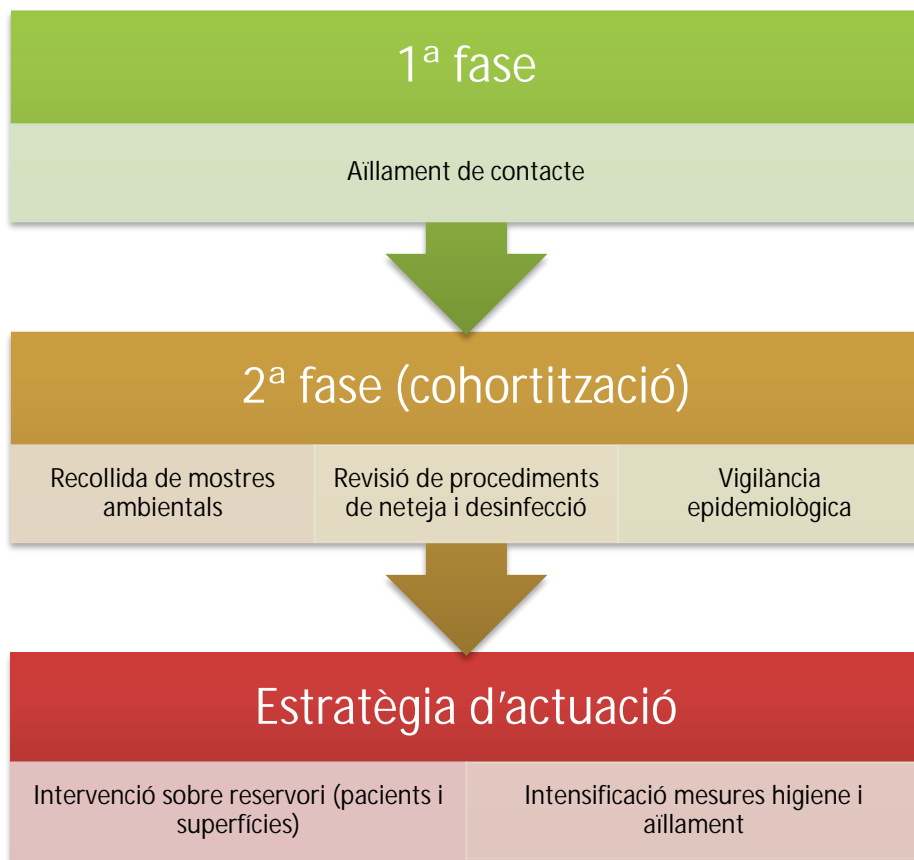 1ª fase
Aïllament de contacte
2ª fase (cohortització)
Recollida de mostres
ambientals
Revisió de procediments
de neteja i desinfecció
Vigilància
epidemiològica
Estratègia d’actuació
Intervenció sobre reservori (pacients i
superfícies)
Intensificació mesures higiene i
aïllament